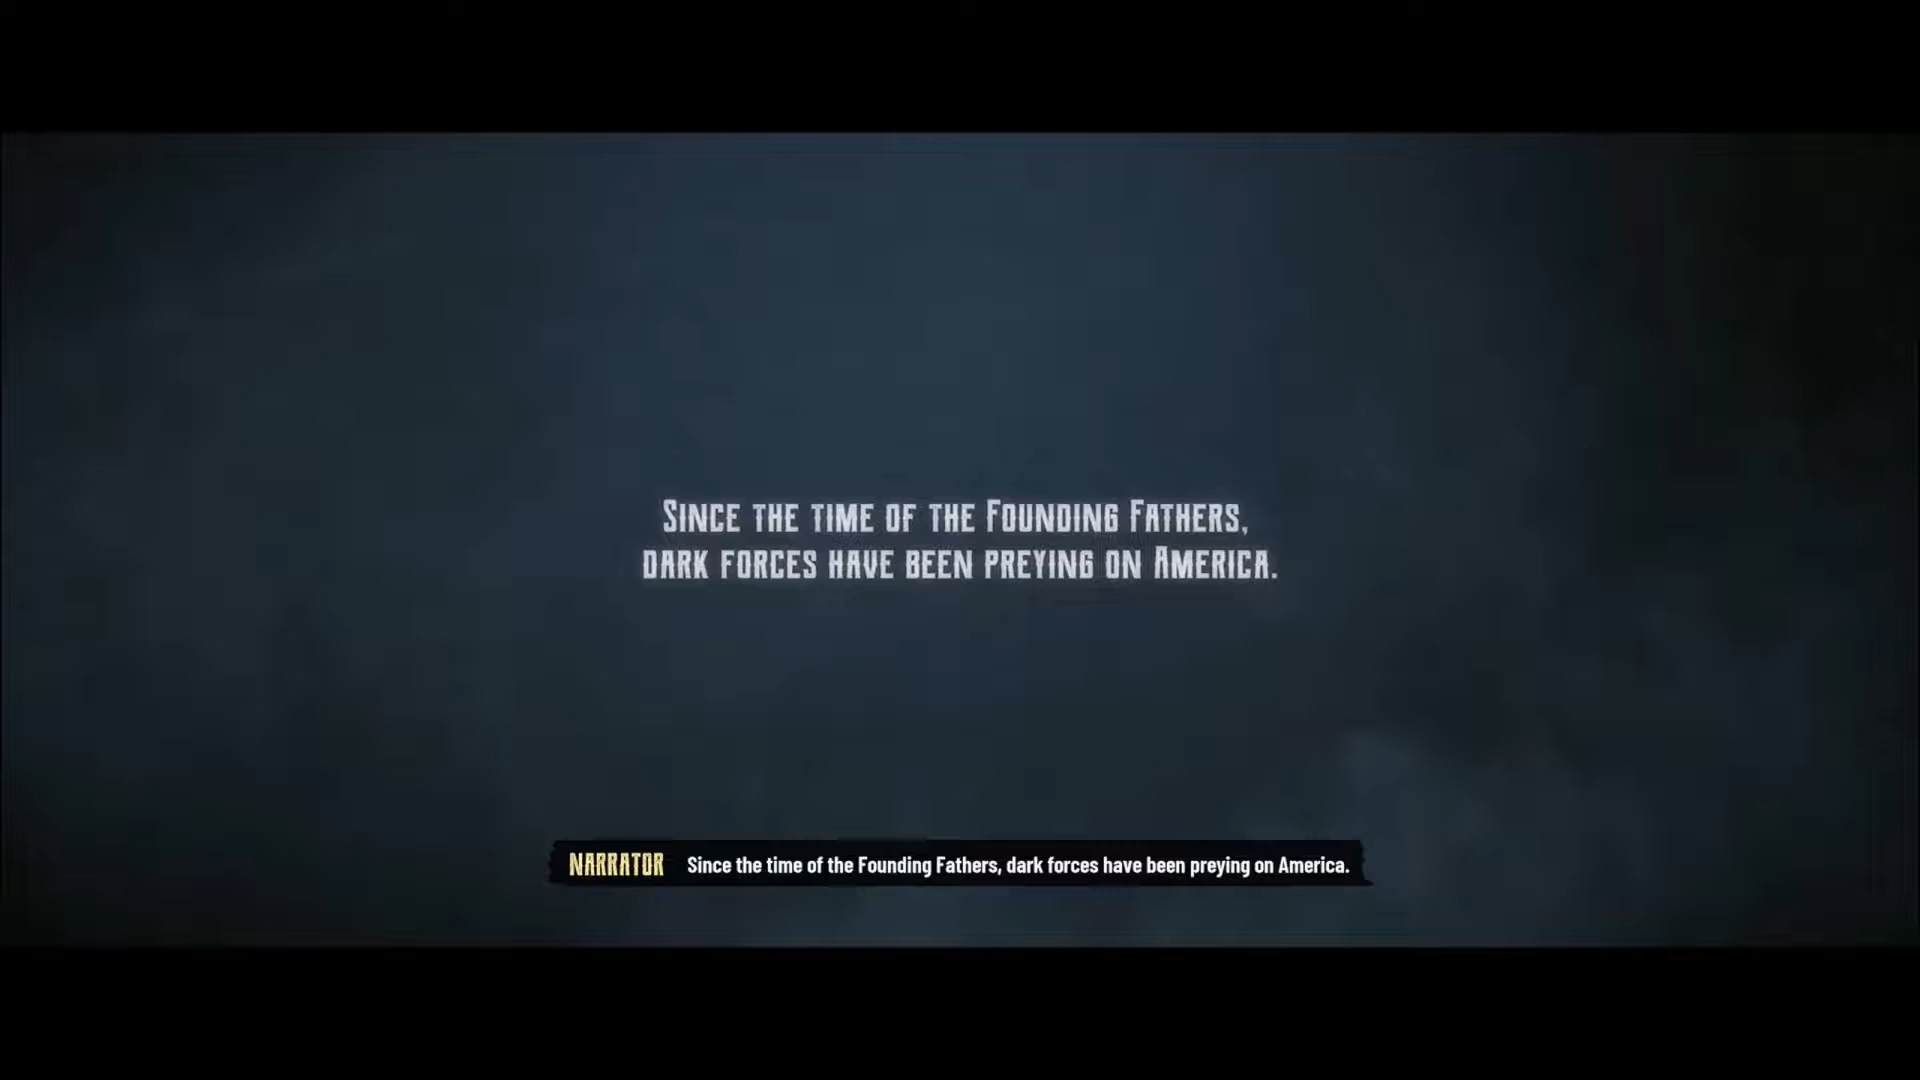 Since the time of the Founding Fathers,
dark forces have been preying on America.
NARRATOR Since the time of the Founding Fathers, dark forces have been preying on America.